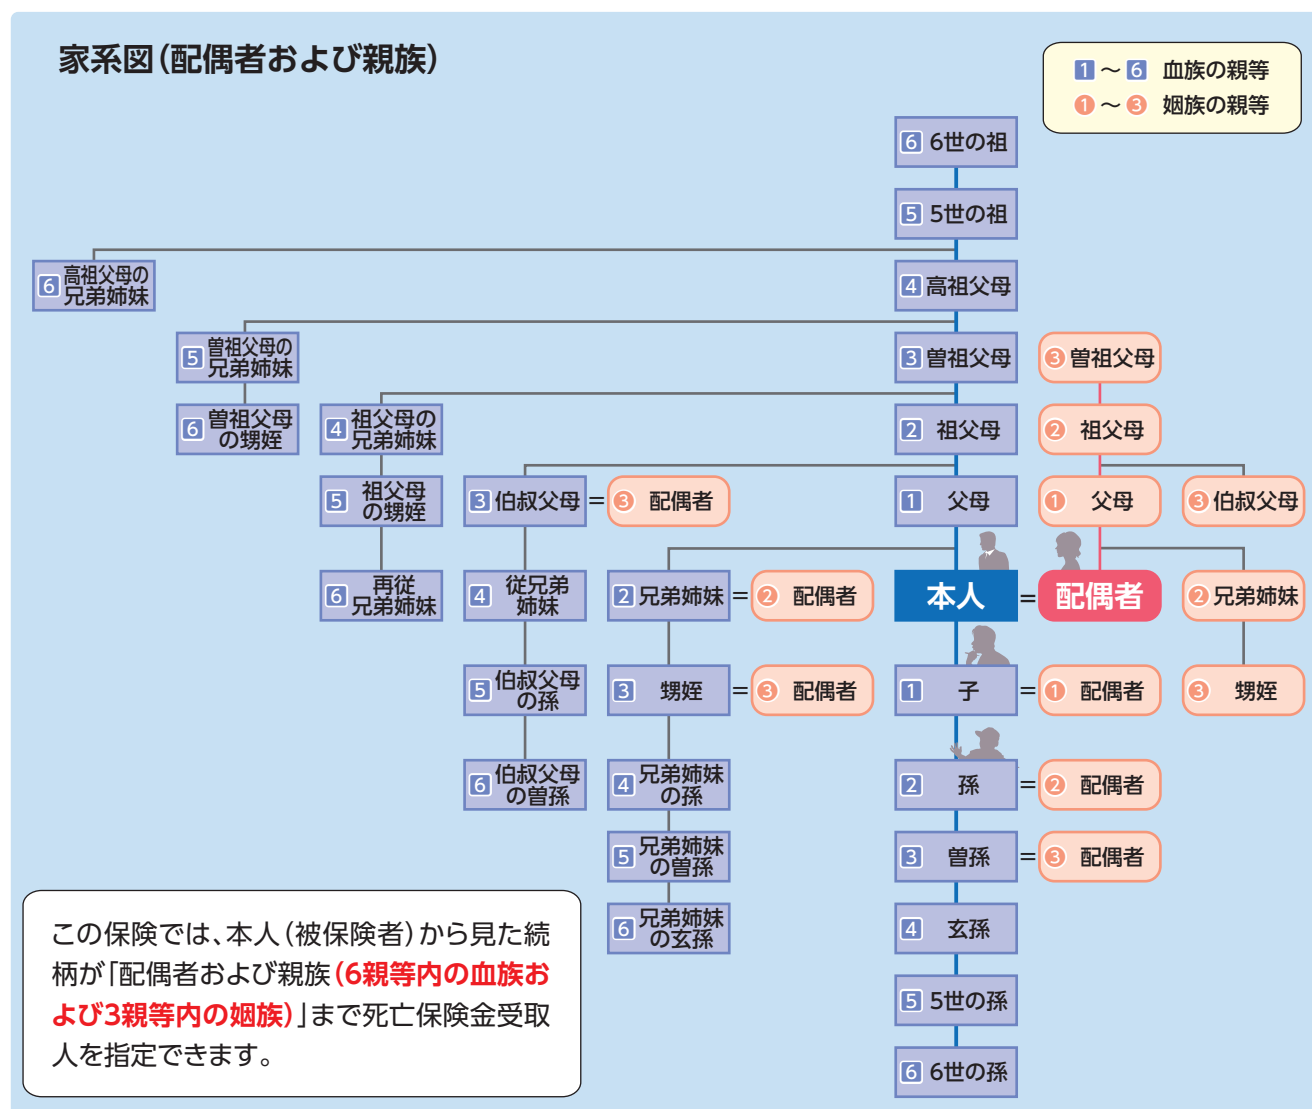 家系図(配偶者および親族)
1～6 血族の親等
①～③ 姻族の親等
6 6世の祖
5 5世の祖
6 高祖父母の
兄弟姉妹
4 高祖父母
5 曽祖父母の
兄弟姉妹
3 曽祖父母
③ 曽祖父母
6 曽祖父母
の甥姪
4 祖父母の
兄弟姉妹
2 祖父母
② 祖父母
5 祖父母
の甥姪
3 伯叔父母 = ③ 配偶者
1 父母
① 父母
③ 伯叔父母
6 再従
兄弟姉妹
4 従兄弟
姉妹
2 兄弟姉妹 = ② 配偶者
本人 = 配偶者
② 兄弟姉妹
5 伯叔父母
の孫
3 甥姪 = ③ 配偶者
1 子 = ① 配偶者
③ 甥姪
6 伯叔父母
の曽孫
4 兄弟姉妹
の孫
2 孫 = ② 配偶者
5 兄弟姉妹
の曽孫
3 曽孫 = ③ 配偶者
6 兄弟姉妹
の玄孫
4 玄孫
5 5世の孫
6 6世の孫
この保険では、本人(被保険者)から見た続
柄が「配偶者および親族(6親等内の血族お
よび3親等内の姻族)」まで死亡保険金受取
人を指定できます。